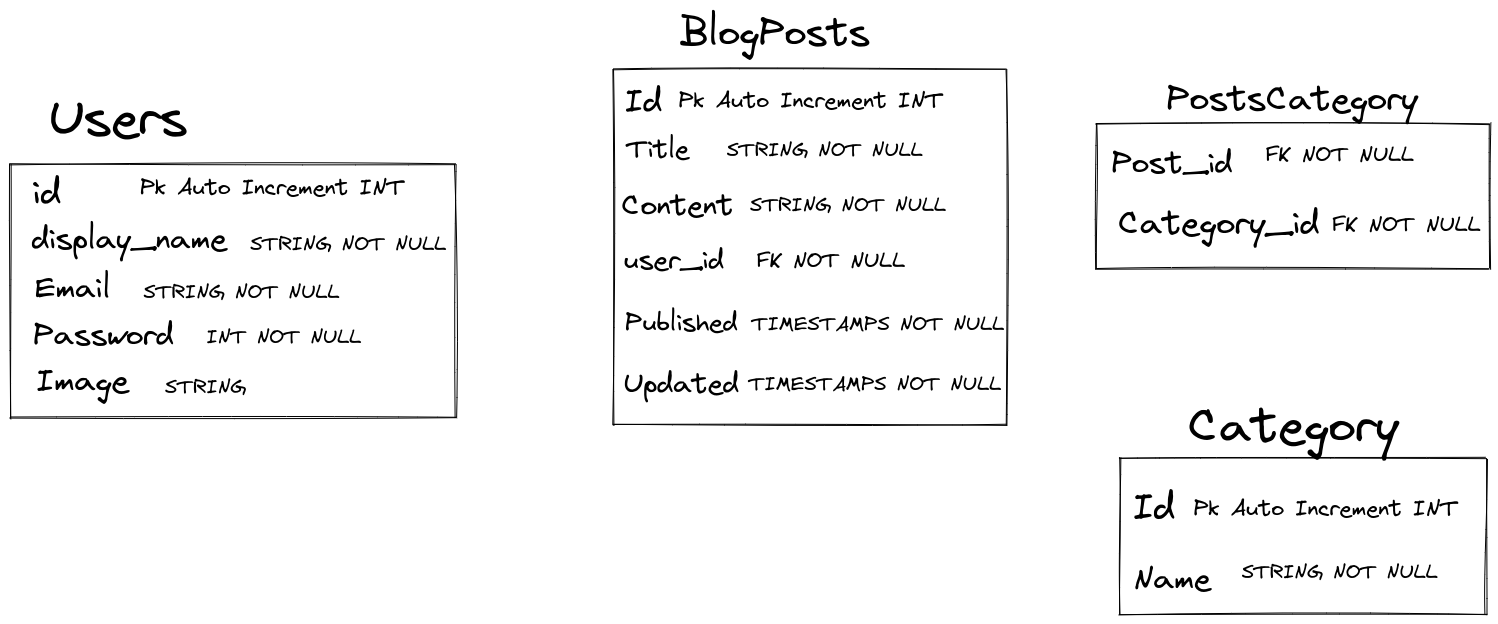 Users
id Pk Auto Increment INT
display_name STRING, NOT NULL
Email STRING, NOT NULL
Password INT NOT NULL
Image STRING,
BlogPosts
Id Pk Auto Increment INT
Title STRING, NOT NULL
Content STRING, NOT NULL
user_id FK NOT NULL
Published TIMESTAMPS NOT NULL
Updated TIMESTAMPS NOT NULL
PostsCategory
Post_id FK NOT NULL
Category_id FK NOT NULL
Category
Id Pk Auto Increment INT
Name STRING, NOT NULL